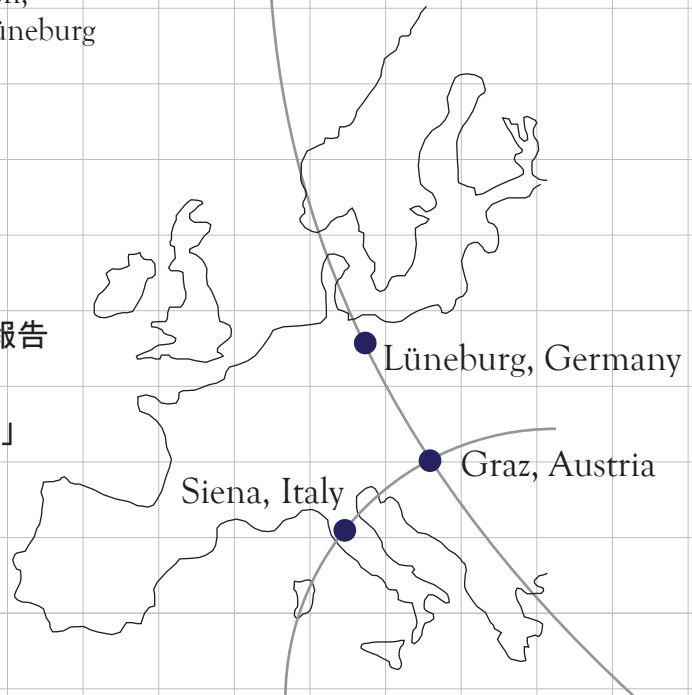 üneburg
報告
」
Lüneburg, Germany
Graz, Austria
Siena, Italy